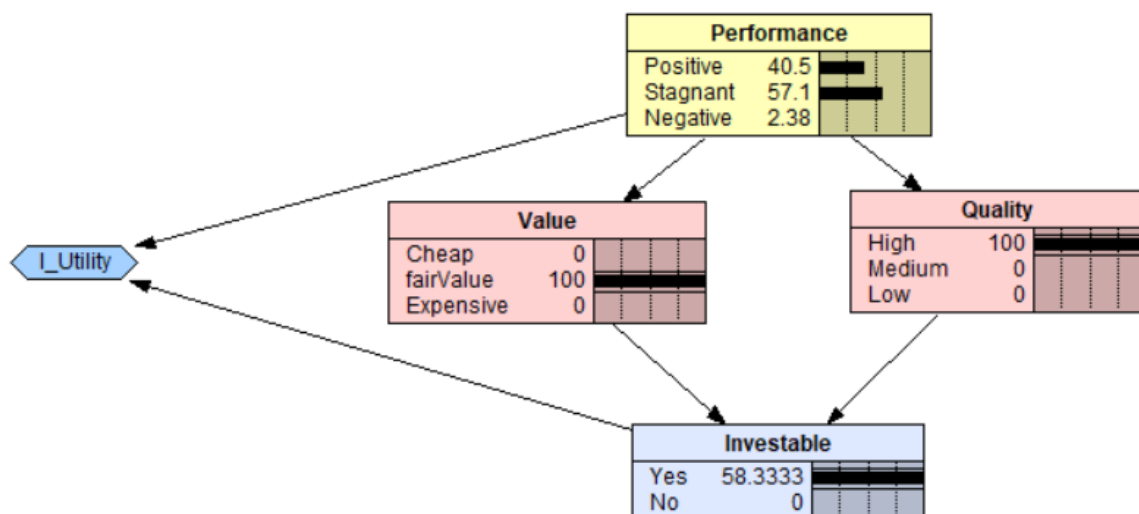 Performance
Positive 40.5
Stagnant 57.1
Negative 2.38
Value
Cheap 0
fairValue 100
Expensive 0
Quality
High 100
Medium 0
Low 0
I_Utility
Investable
Yes 58.3333
No 0